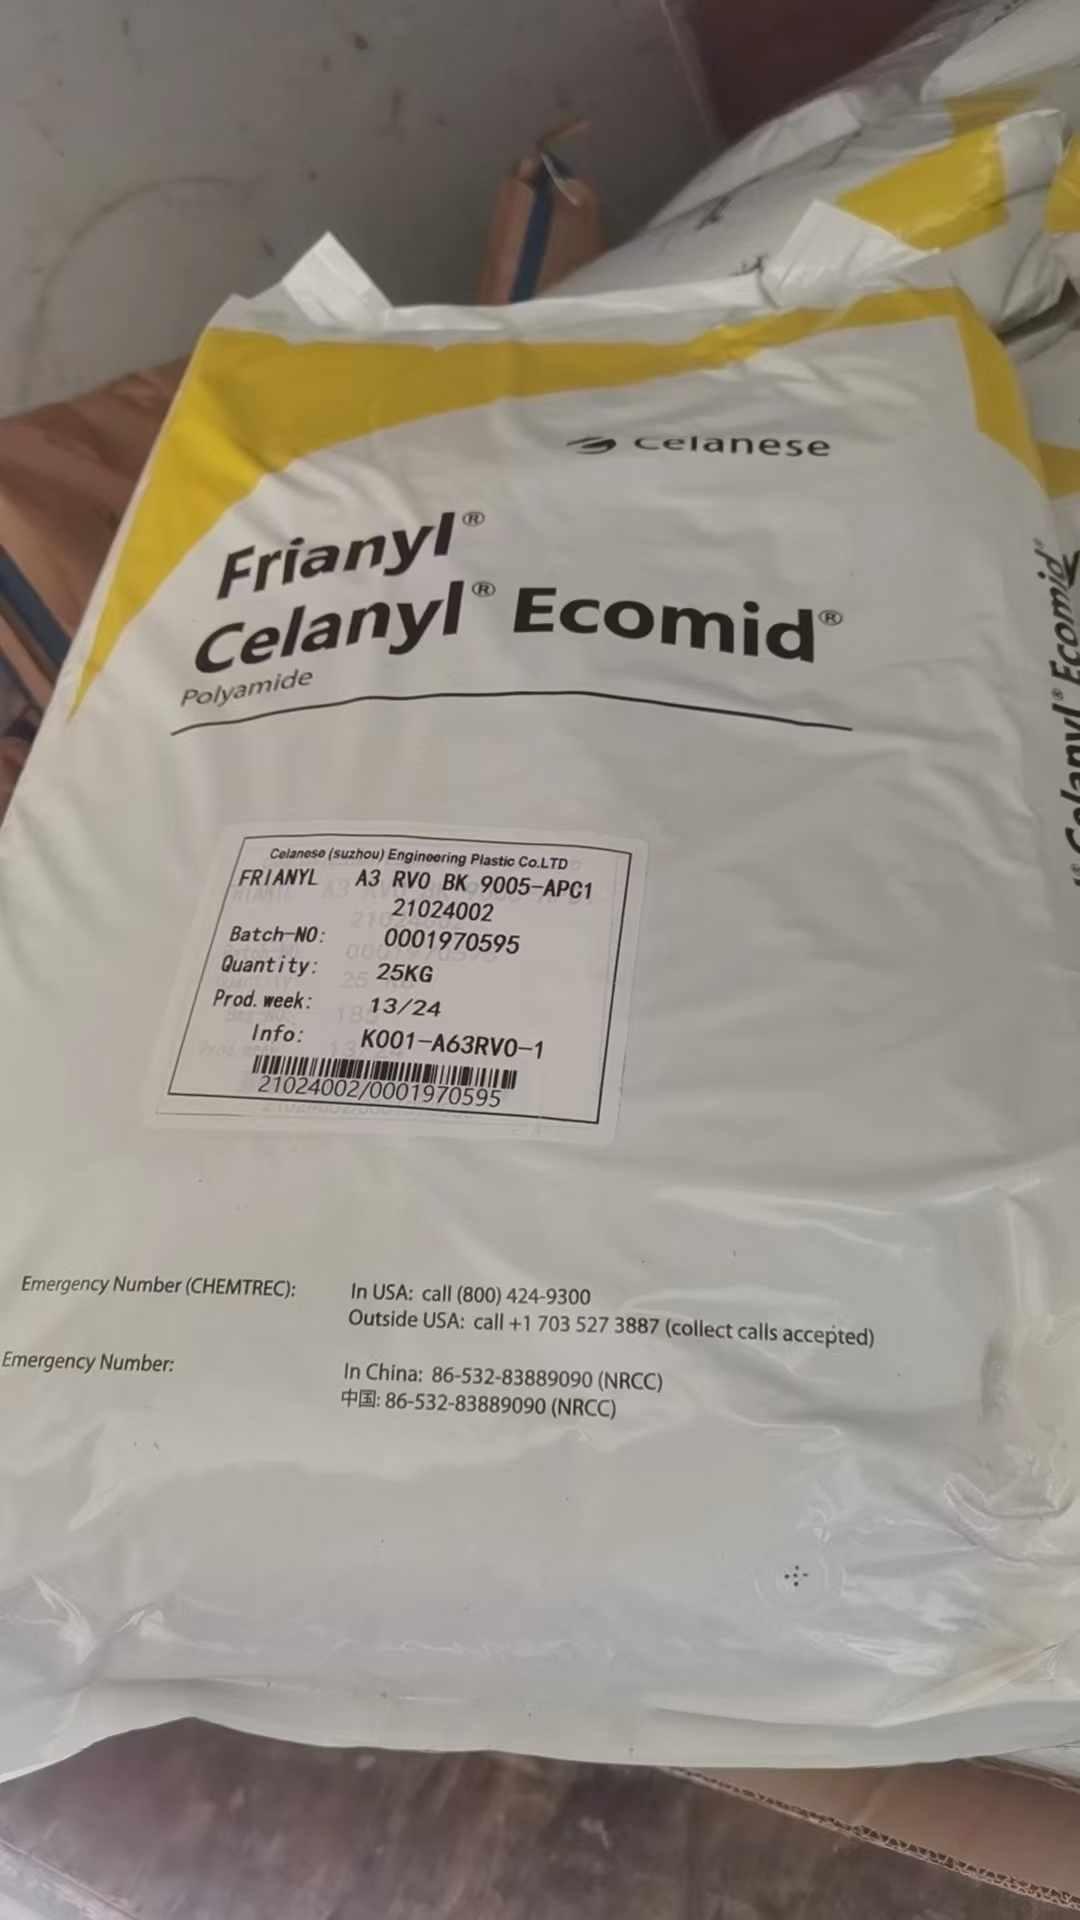 Celanese
Frianyl®
Celanyl® Ecomid®
Polyamide
Celanese (suzhou) Engineering Plastic Co.LTD
FRIANYL A3 RV0 BK 9005-APC1
21024002
Batch-NO: 0001970595
Quantity: 25KG
Prod. week: 13/24
Info: K001-A63RV0-1
21024002/0001970595
Emergency Number (CHEMTREC): In USA: call (800) 424-9300
Outside USA: call +1 703 527 3887 (collect calls accepted)
Emergency Number: In China: 86-532-83889090 (NRCC)
中国: 86-532-83889090 (NRCC)
Celanyl® Ecomid®